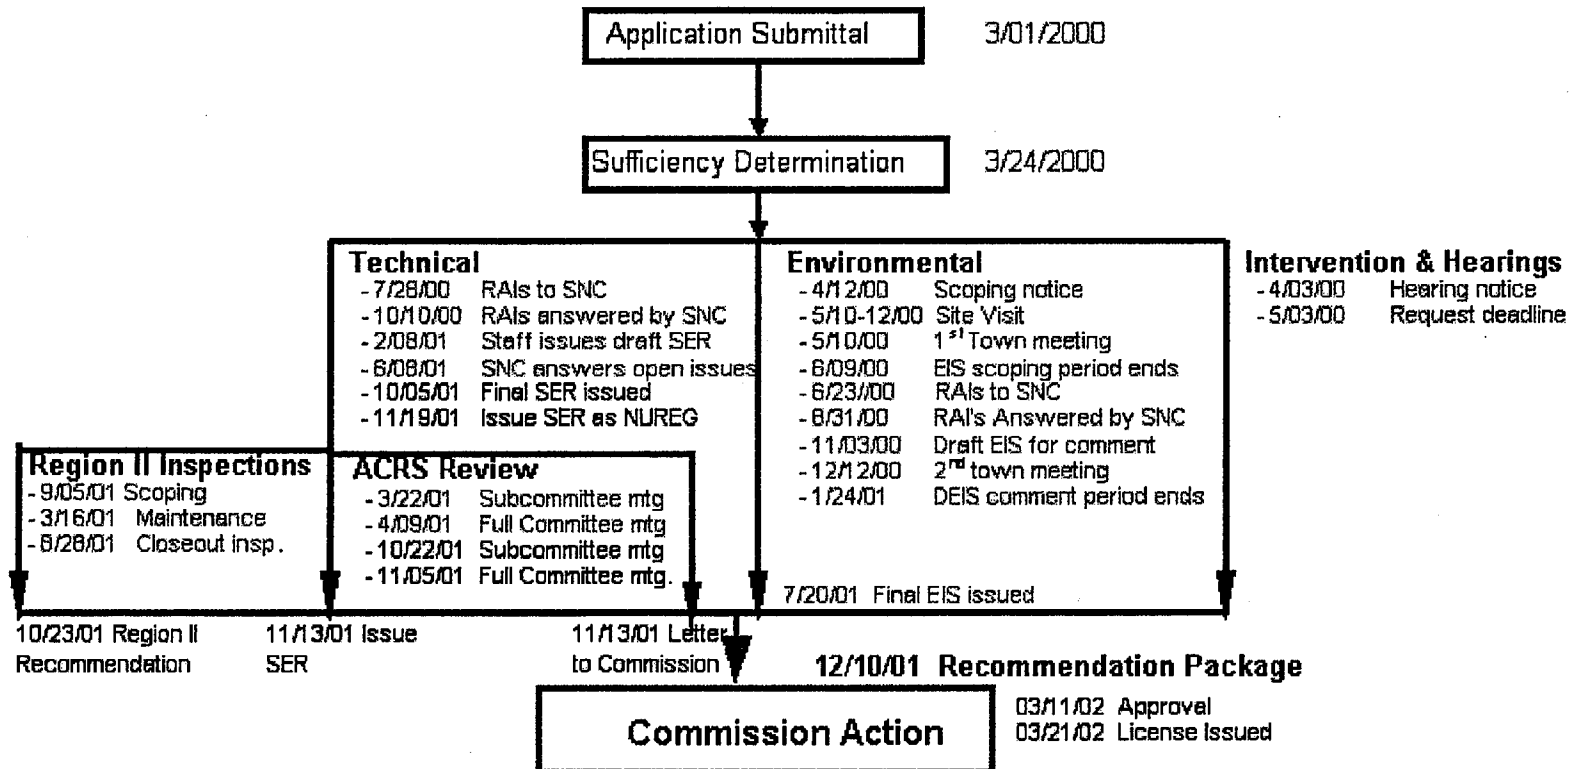 Application Submittal 3/01/2000
Sufficiency Determination 3/24/2000
Technical
- 7/28/00 RAIs to SNC
- 10/10/00 RAIs answered by SNC
- 2/08/01 Staff issues draft SER
- 6/08/01 SNC answers open issues
- 10/05/01 Final SER issued
- 11/19/01 Issue SER as NUREG
Environmental
- 4/12/00 Scoping notice
- 5/10-12/00 Site Visit
- 5/10/00 1st Town meeting
- 6/09/00 EIS scoping period ends
- 6/23//00 RAIs to SNC
- 8/31/00 RAI's Answered by SNC
- 11/03/00 Draft EIS for comment
- 12/12/00 2nd town meeting
- 1/24/01 DEIS comment period ends
Intervention & Hearings
- 4/03/00 Hearing notice
- 5/03/00 Request deadline
Region II Inspections
- 9/05/01 Scoping
- 3/16/01 Maintenance
- 8/28/01 Closeout insp.
ACRS Review
- 3/22/01 Subcommittee mtg
- 4/09/01 Full Committee mtg
- 10/22/01 Subcommittee mtg
- 11/05/01 Full Committee mtg.
7/20/01 Final EIS issued
10/23/01 Region II
Recommendation
11/13/01 Issue
SER
11/13/01 Letter
to Commission
12/10/01 Recommendation Package
Commission Action
03/11/02 Approval
03/21/02 License Issued